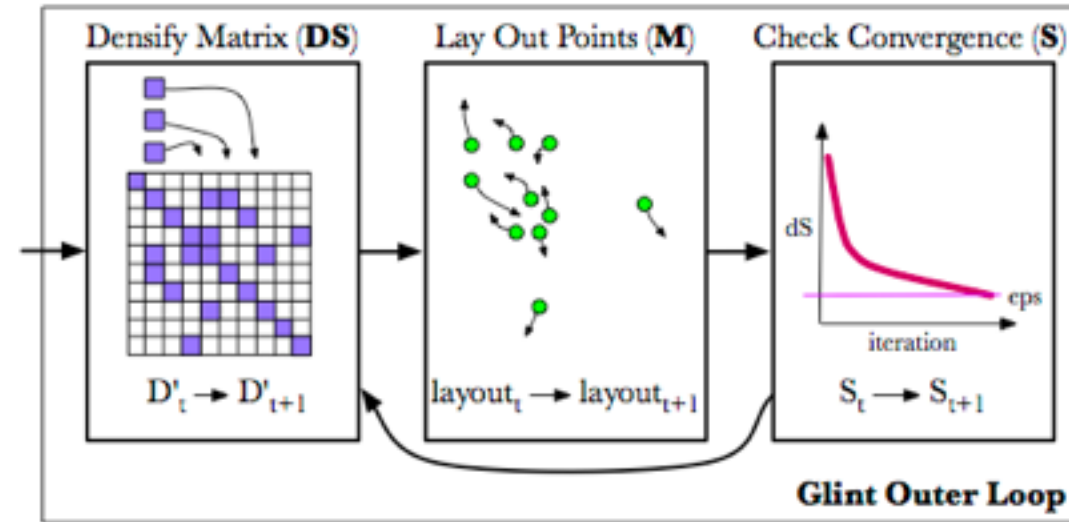 Densify Matrix (DS)
Lay Out Points (M)
Check Convergence (S)
dS
eps
iteration
D't → D't+1
layoutt → layoutt+1
St → St+1
Glint Outer Loop